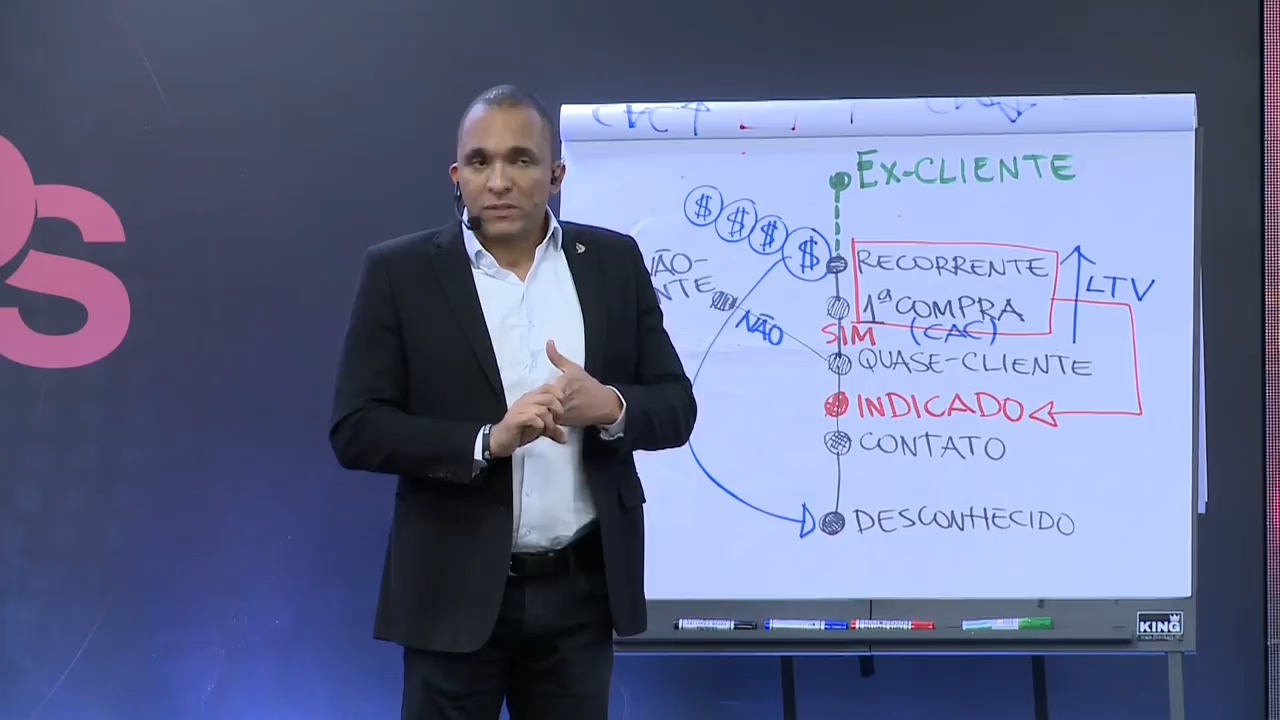 EX-CLIENTE
$ $ $ $
RECORRENTE
LTV
1ª COMPRA
NÃO
SIM (CAC)
QUASE-CLIENTE
INDICADO
CONTATO
DESCONHECIDO
KING